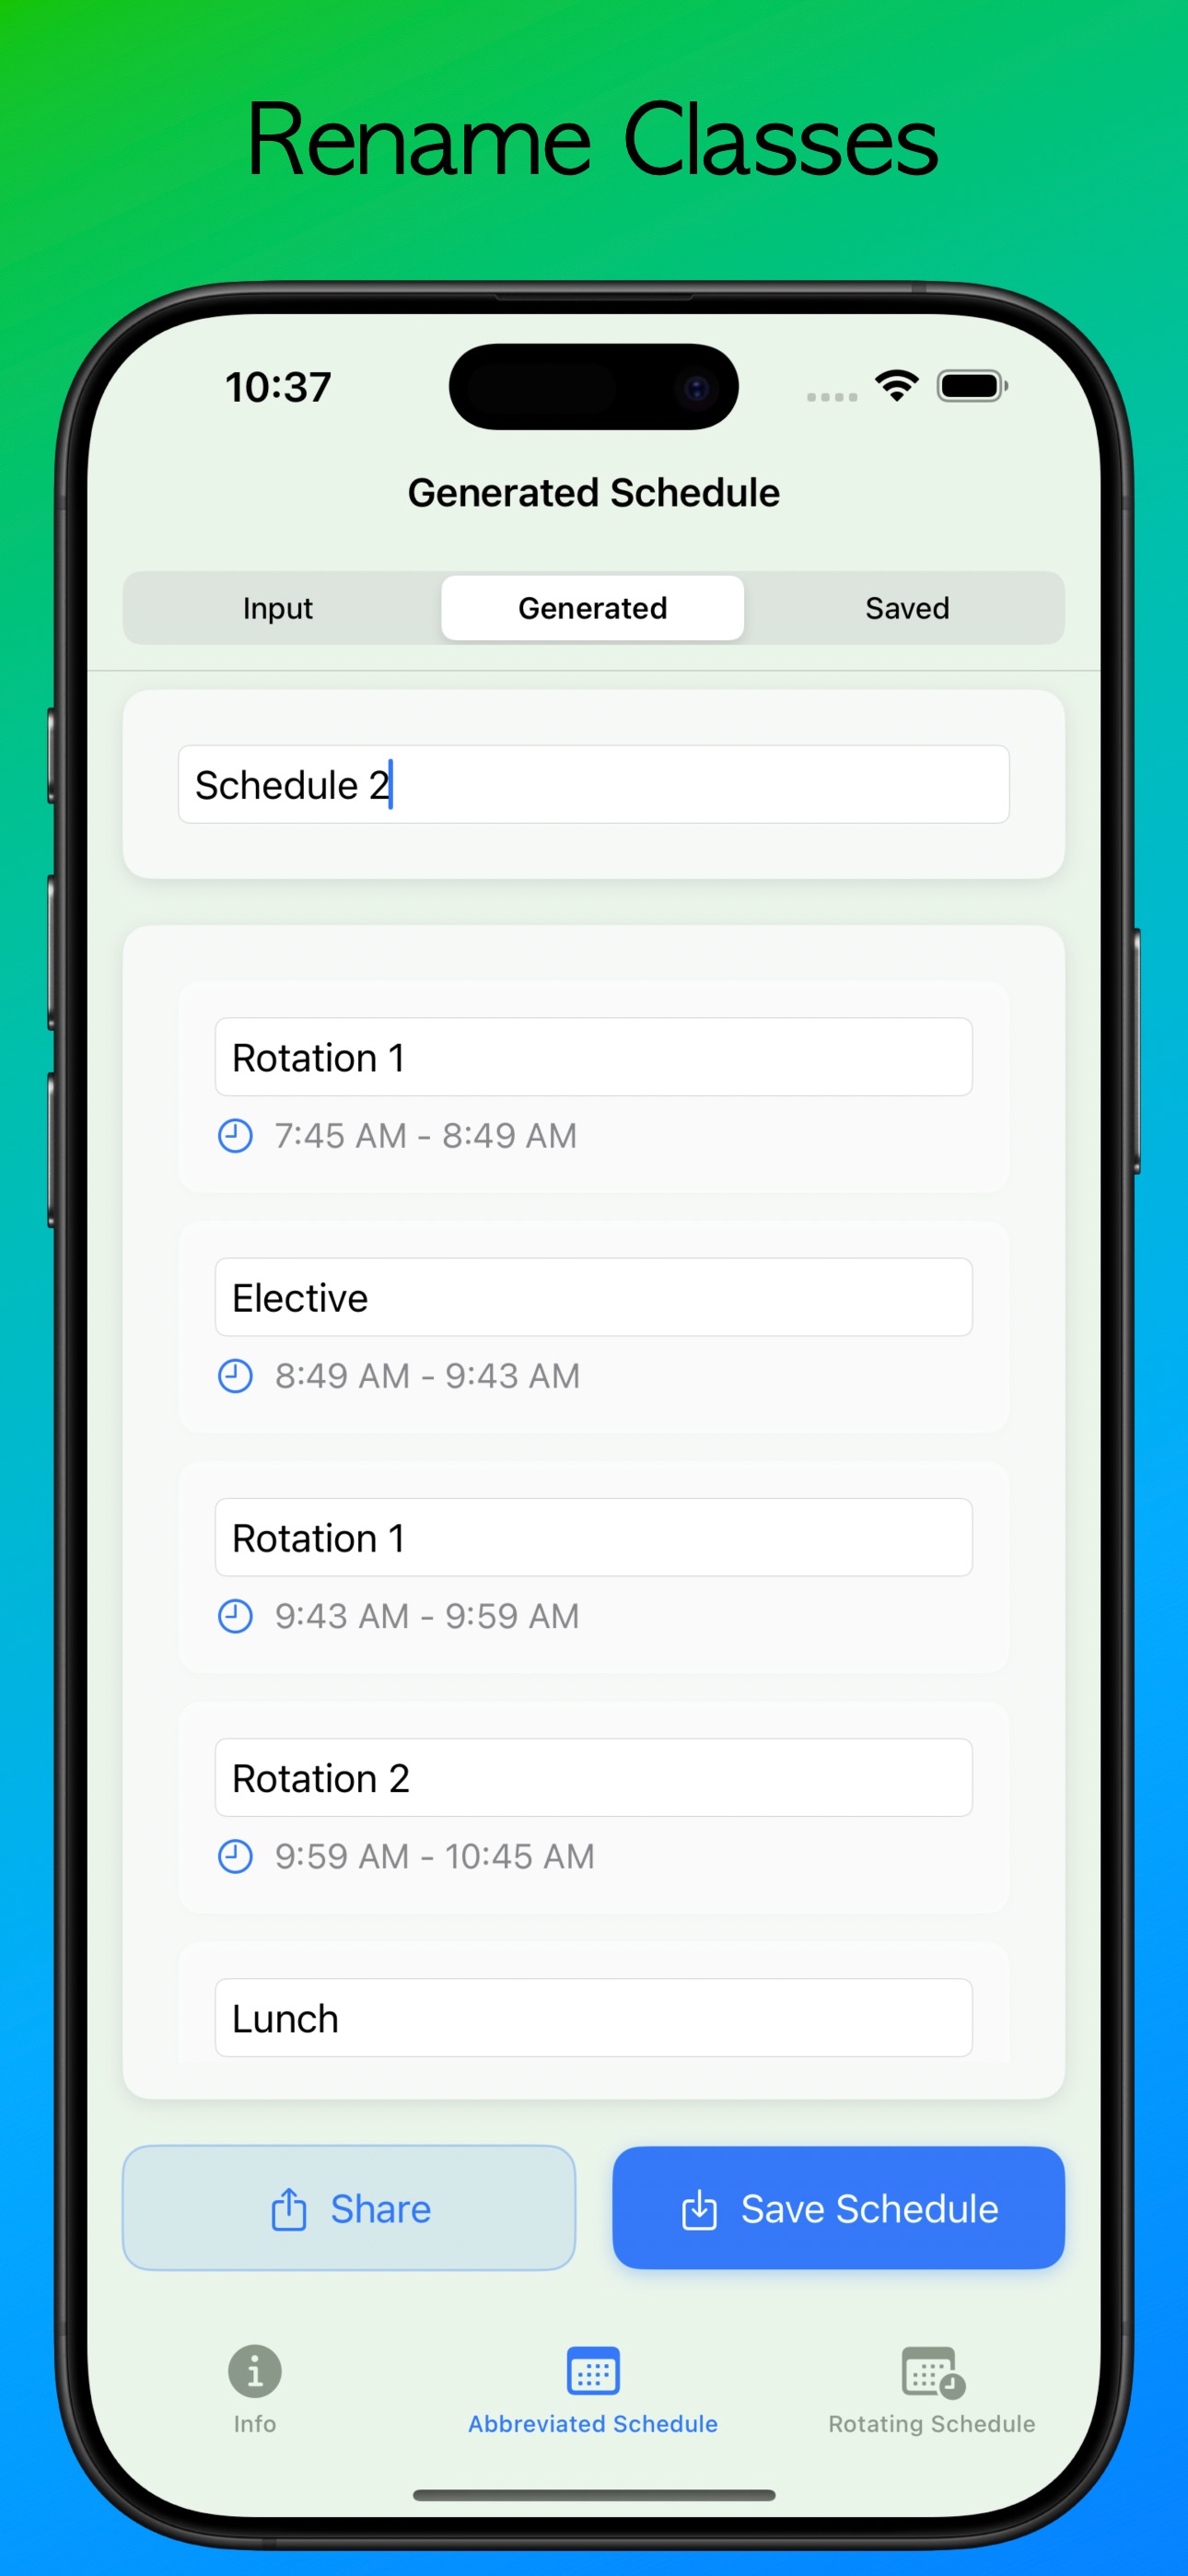 Rename Classes
10:37
Generated Schedule
Input Generated Saved
Schedule 2
Rotation 1
7:45 AM - 8:49 AM
Elective
8:49 AM - 9:43 AM
Rotation 1
9:43 AM - 9:59 AM
Rotation 2
9:59 AM - 10:45 AM
Lunch
Share Save Schedule
Info Abbreviated Schedule Rotating Schedule